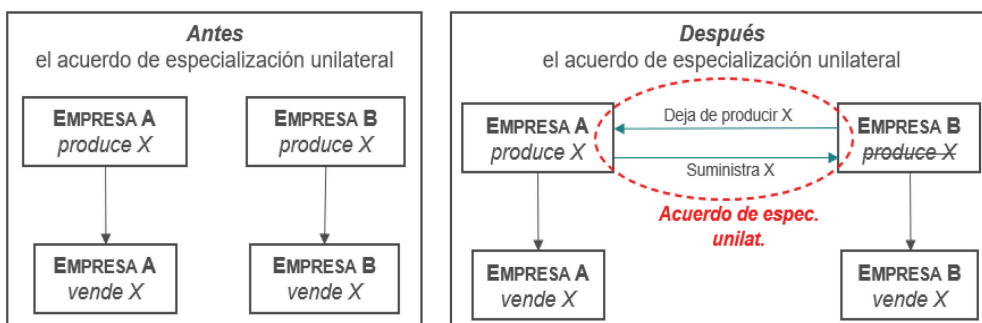 Antes
el acuerdo de especialización unilateral
EMPRESA A
produce X
EMPRESA B
produce X
EMPRESA A
vende X
EMPRESA B
vende X
Después
el acuerdo de especialización unilateral
EMPRESA A
produce X
Deja de producir X
Suministra X
EMPRESA B
produce X
Acuerdo de espec.
unilat.
EMPRESA A
vende X
EMPRESA B
vende X